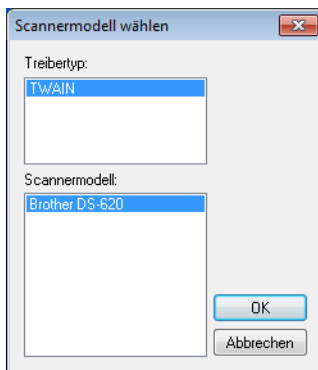 Scannermodell wählen
Treibertyp:
TWAIN
Scannermodell:
Brother DS-620
OK
Abbrechen